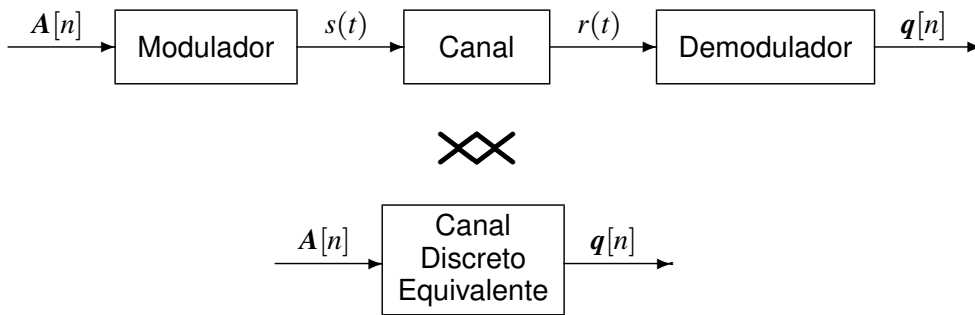 A[n] Modulador s(t) Canal r(t) Demodulador q[n]
A[n] Canal Discreto Equivalente q[n]